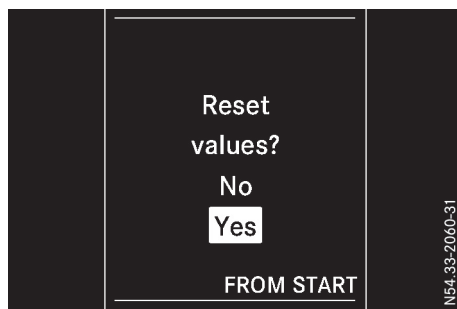 Reset
values?
No
Yes
FROM START
N54.33-2060-31